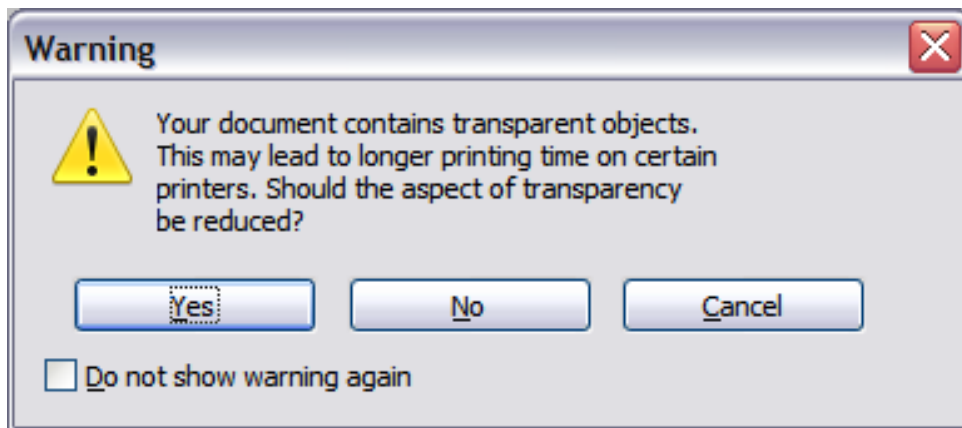 Warning
Your document contains transparent objects.
This may lead to longer printing time on certain
printers. Should the aspect of transparency
be reduced?
Yes No Cancel
Do not show warning again